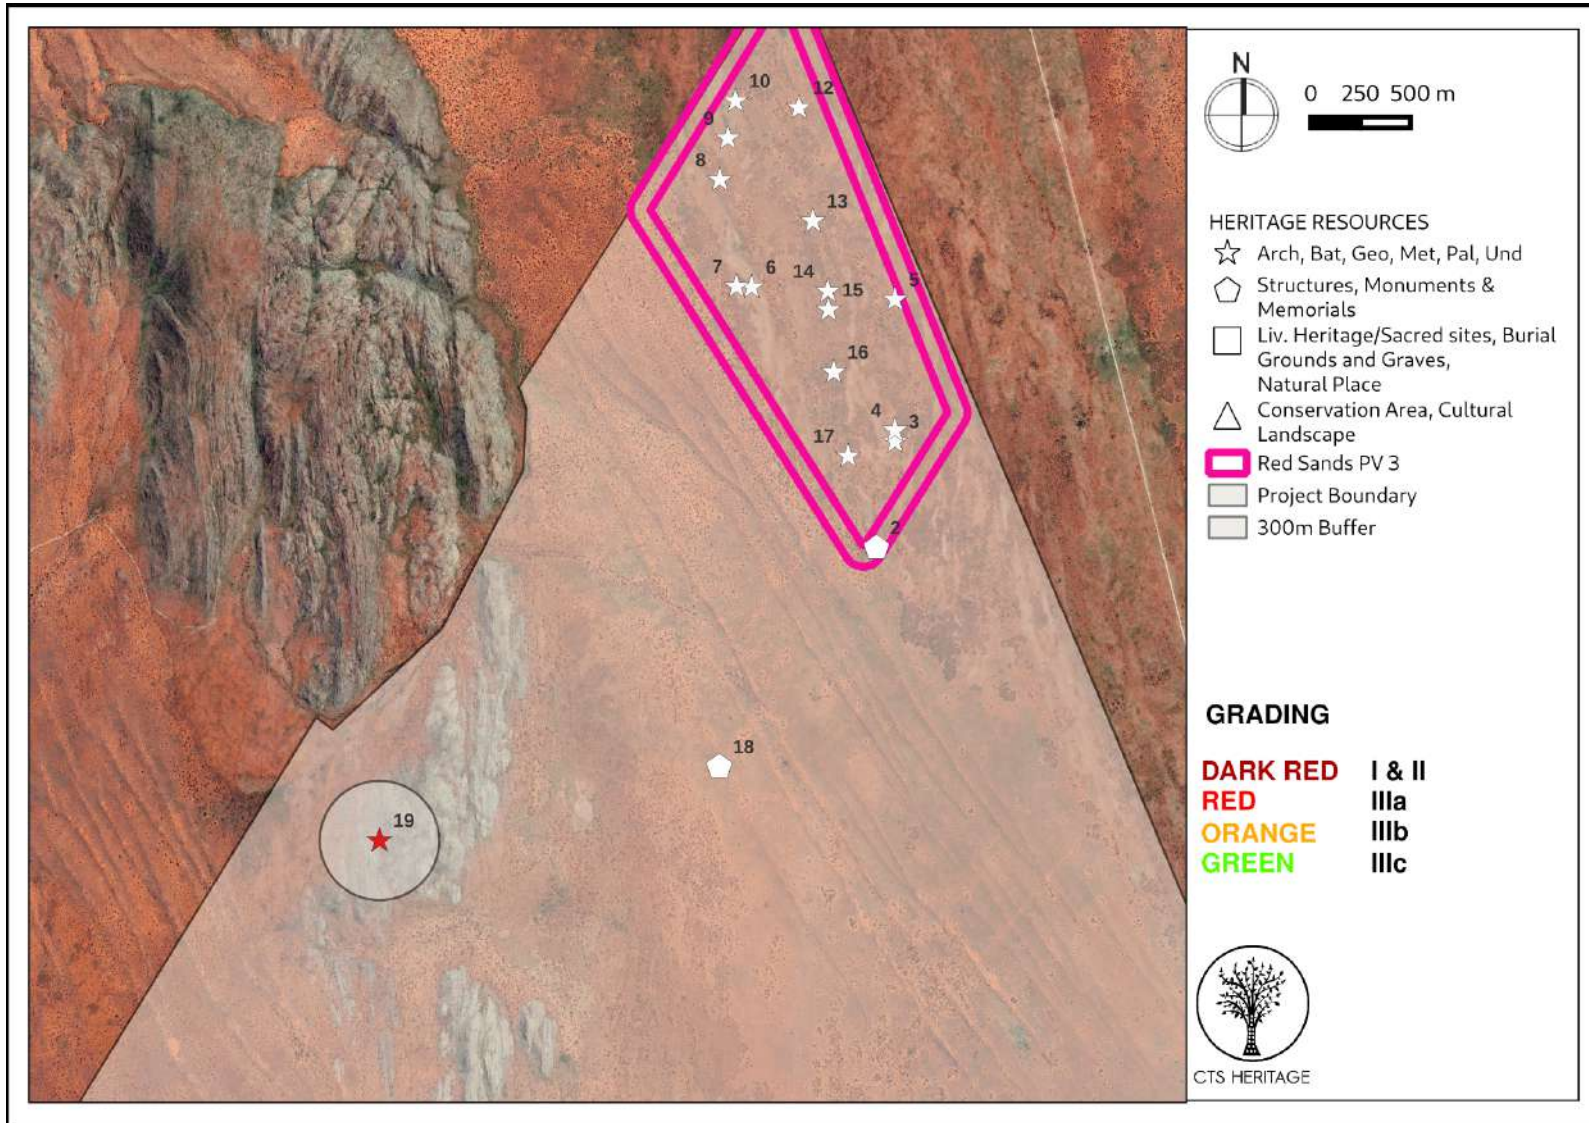 10
12
9
8
13
7
6
14
15
5
16
4
3
17
2
18
19
N
0 250 500 m
HERITAGE RESOURCES
Arch, Bat, Geo, Met, Pal, Und
Structures, Monuments &
Memorials
Liv. Heritage/Sacred sites, Burial
Grounds and Graves,
Natural Place
Conservation Area, Cultural
Landscape
Red Sands PV 3
Project Boundary
300m Buffer
GRADING
DARK RED I & II
RED IIIa
ORANGE IIIb
GREEN IIIc
CTS HERITAGE